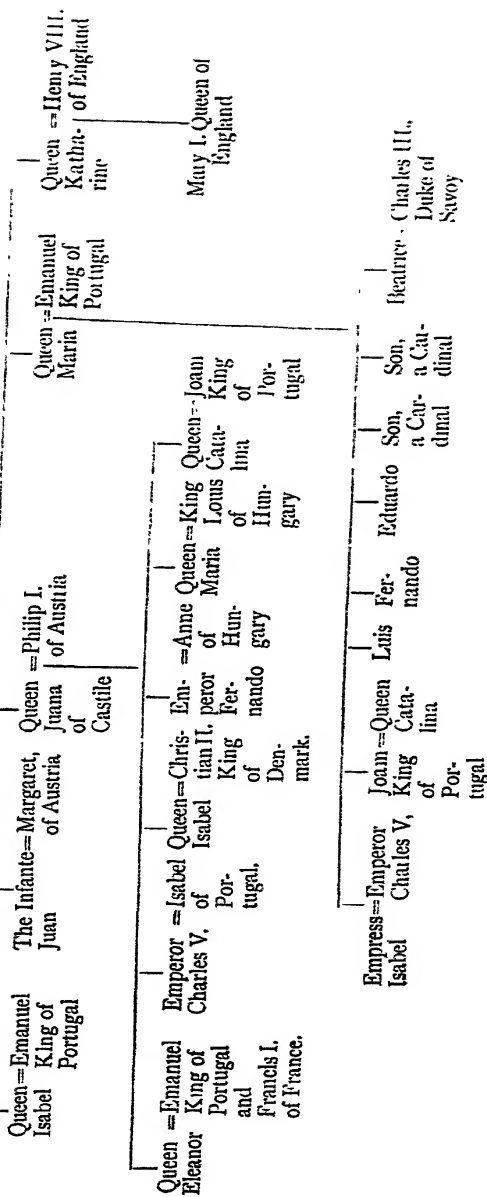 Queen=Emanuel
Isabel King of
Portugal
The Infante=Margaret,
Juan of Austria
Queen =Philip I.
Juana of Austria
of
Castile
Queen =Emanuel
Maria King of
Portugal
Queen =Henry VIII.
Katha- of England
rine
Mary I. Queen of
England
Queen =Emanuel
Eleanor King of
Portugal
and
Francis I.
of France.
Emperor =Isabel
Charles V. of
Por-
tugal.
Queen=Chris-
Isabel tian II.
King
of
Den-
mark.
Em- =Anne
peror of
Fer- Hun-
nando gary
Queen=King
Maria Louis
of
Hun-
gary
Queen=Joam
Cata- King
lina of
Por-
tugal
Empress=Emperor
Isabel Charles V.
Joam=Queen
King Cata-
of lina
Por-
tugal
Luis
Fer-
nando
Eduardo
Son,
a Car-
dinal
Son,
a Car-
dinal
Beatrice - Charles III.,
Duke of
Savoy